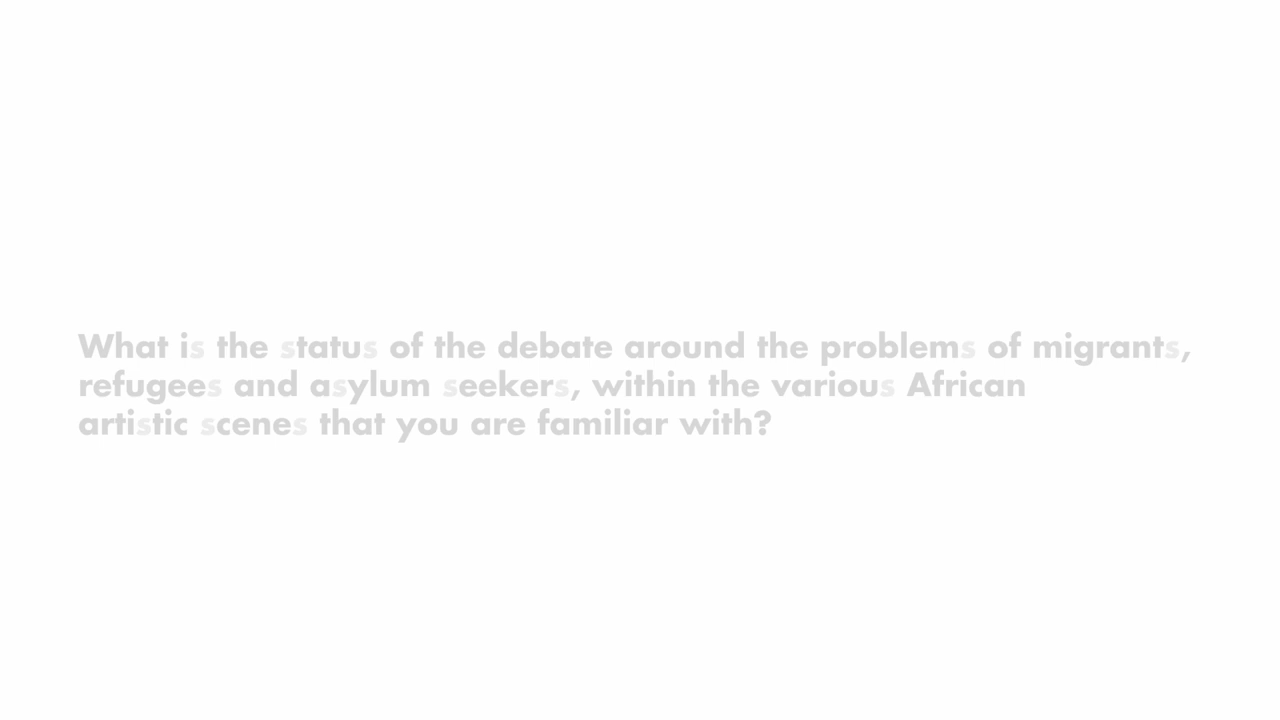 What is the status of the debate around the problems of migrants,
refugees and asylum seekers, within the various African
artistic scenes that you are familiar with?